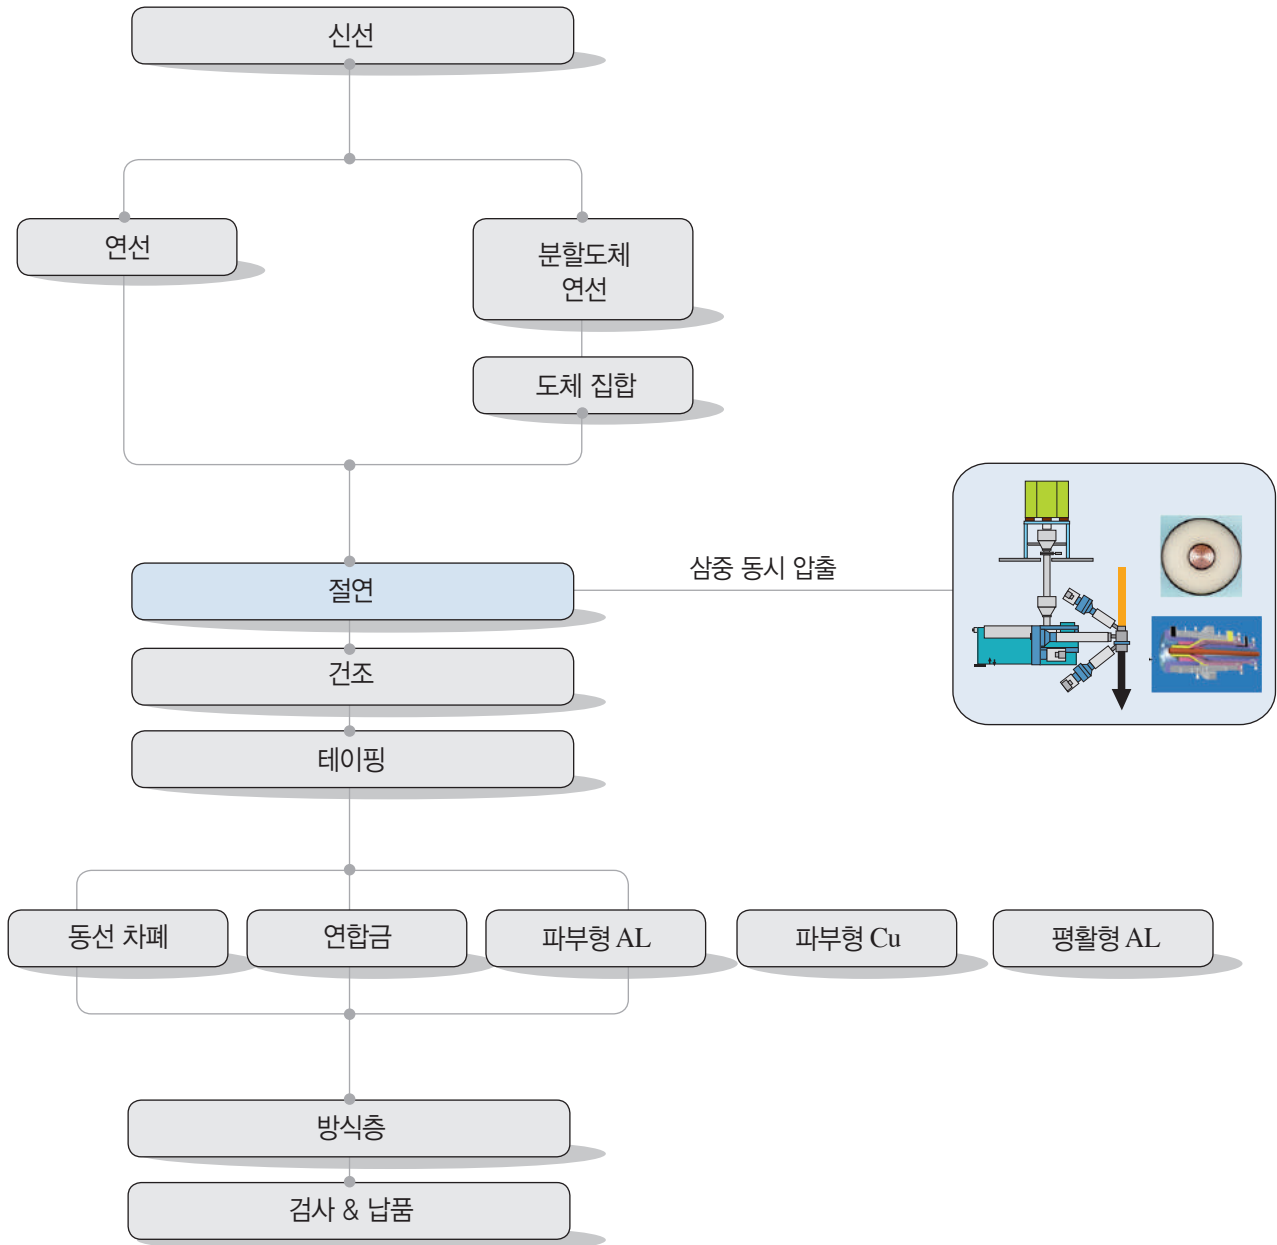 신선
연선
분할도체
연선
도체 집합
절연
삼중 동시 압출
건조
테이핑
동선 차폐
연합금
파부형 AL
파부형 Cu
평활형 AL
방식층
검사 & 납품